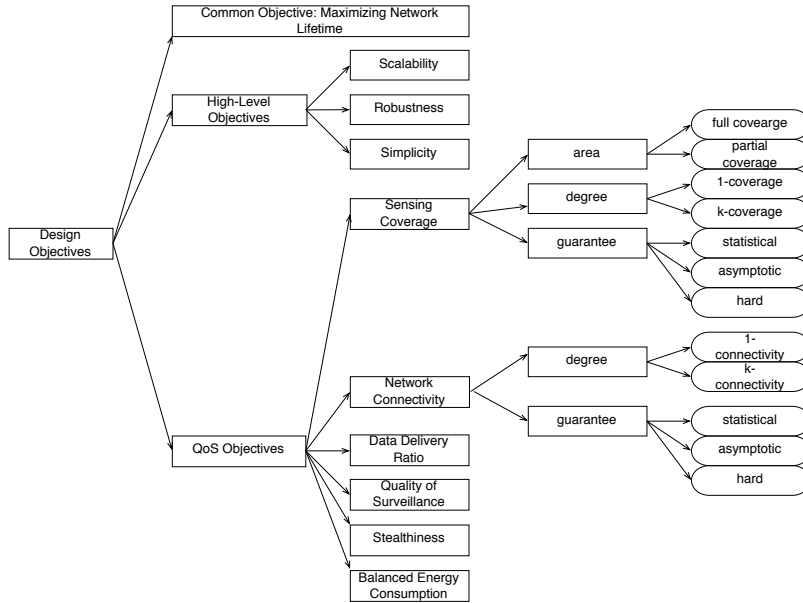 Common Objective: Maximizing Network
Lifetime
Scalability
High-Level
Objectives
Robustness
Simplicity
Design
Objectives
QoS Objectives
Sensing
Coverage
area
full covearge
partial
coverage
degree
1-coverage
k-coverage
guarantee
statistical
asymptotic
hard
Network
Connectivity
degree
1-
connectivity
k-
connectivity
guarantee
statistical
asymptotic
hard
Data Delivery
Ratio
Quality of
Surveillance
Stealthiness
Balanced Energy
Consumption